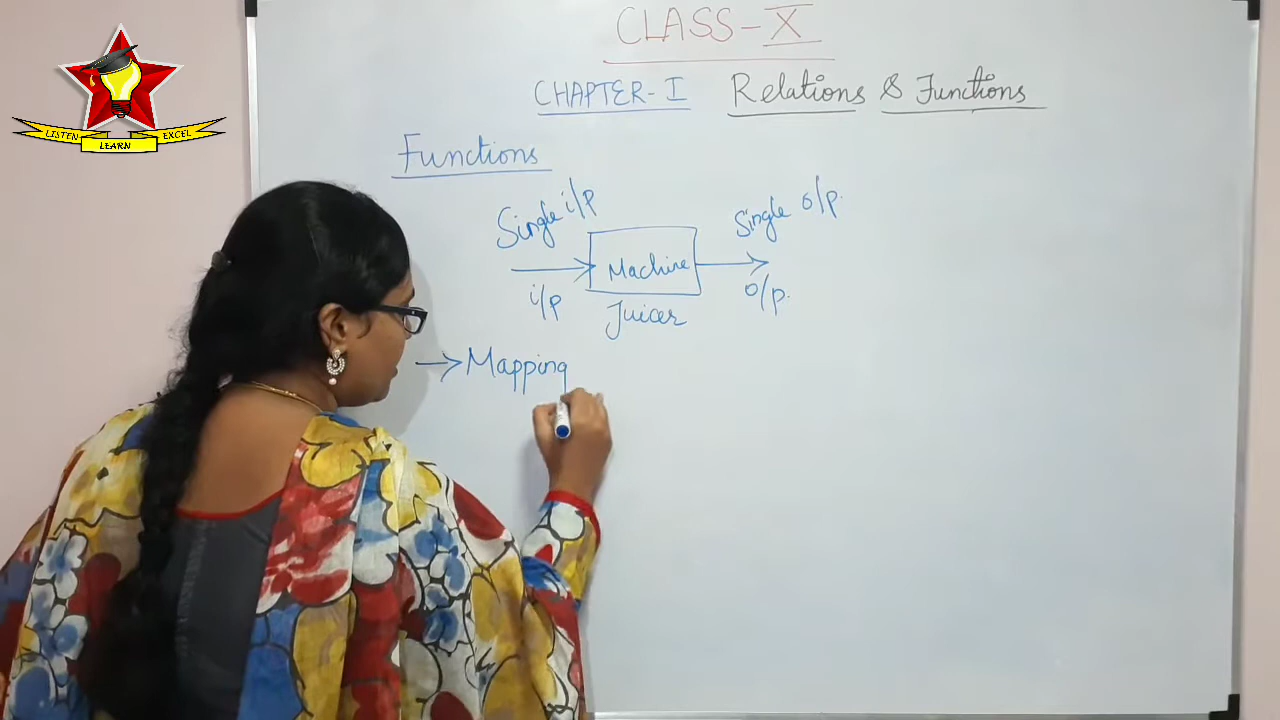 LISTEN LEARN EXCEL
CLASS-X
CHAPTER-I Relations & Functions
Functions
Single i/p Single o/p.
Machine
i/p o/p.
Juicer
→ Mapping